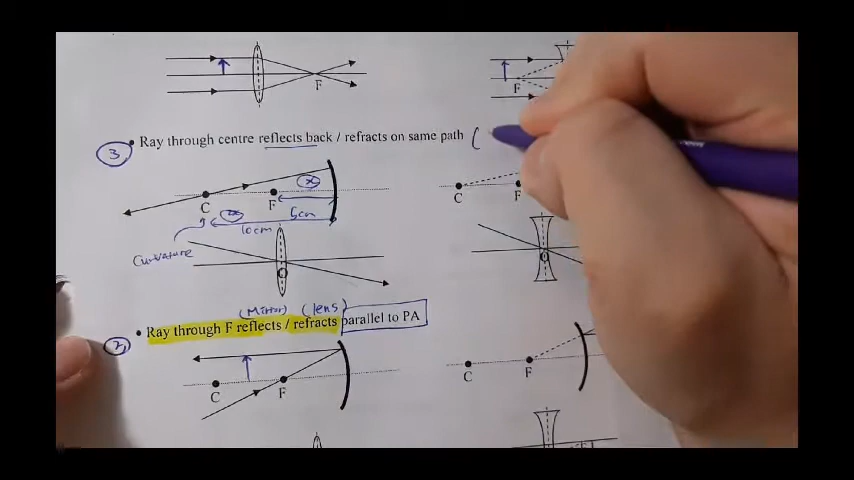 F
F
3 • Ray through centre reflects back / refracts on same path (
x
C
F
C
F
2x
5cm
10cm
Curvature
O
O
(Mirror) (lens)
2, • Ray through F reflects / refracts parallel to PA
C
F
C
F